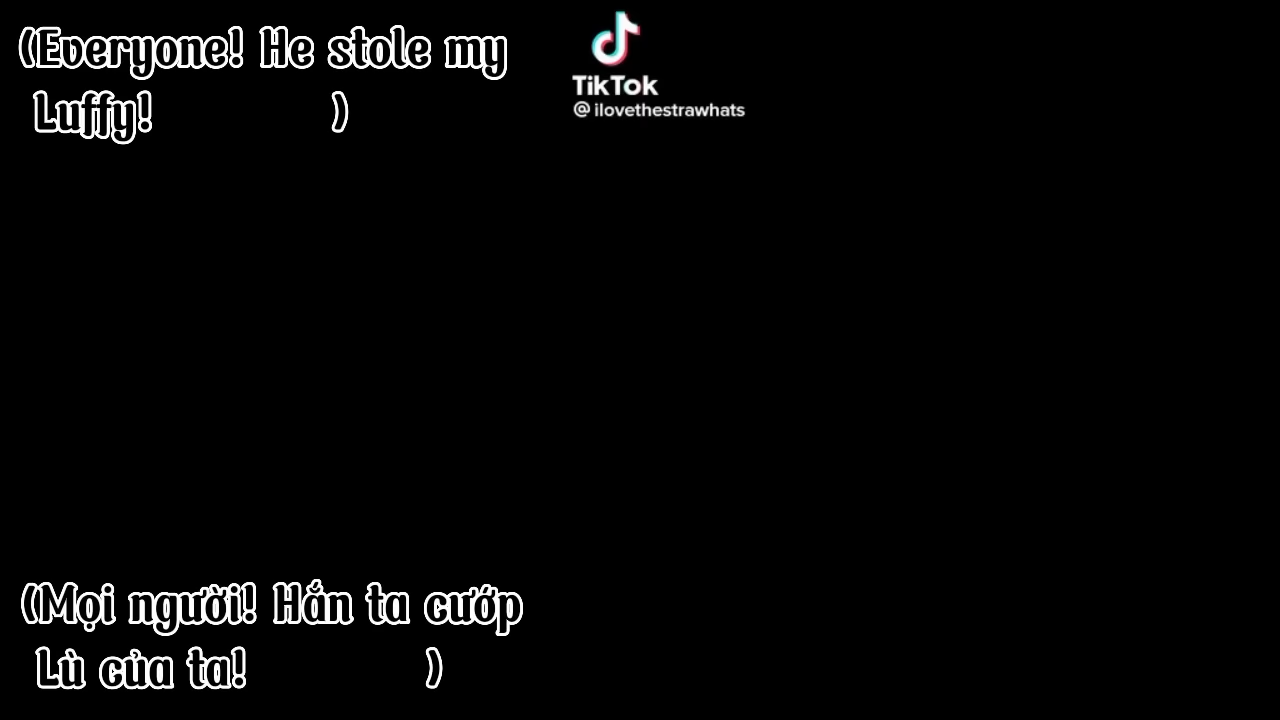 (Everyone! He stole my
Luffy! )
TikTok
@ilovethestrawhats
(Mọi người! Hắn ta cướp
Lù của ta! )